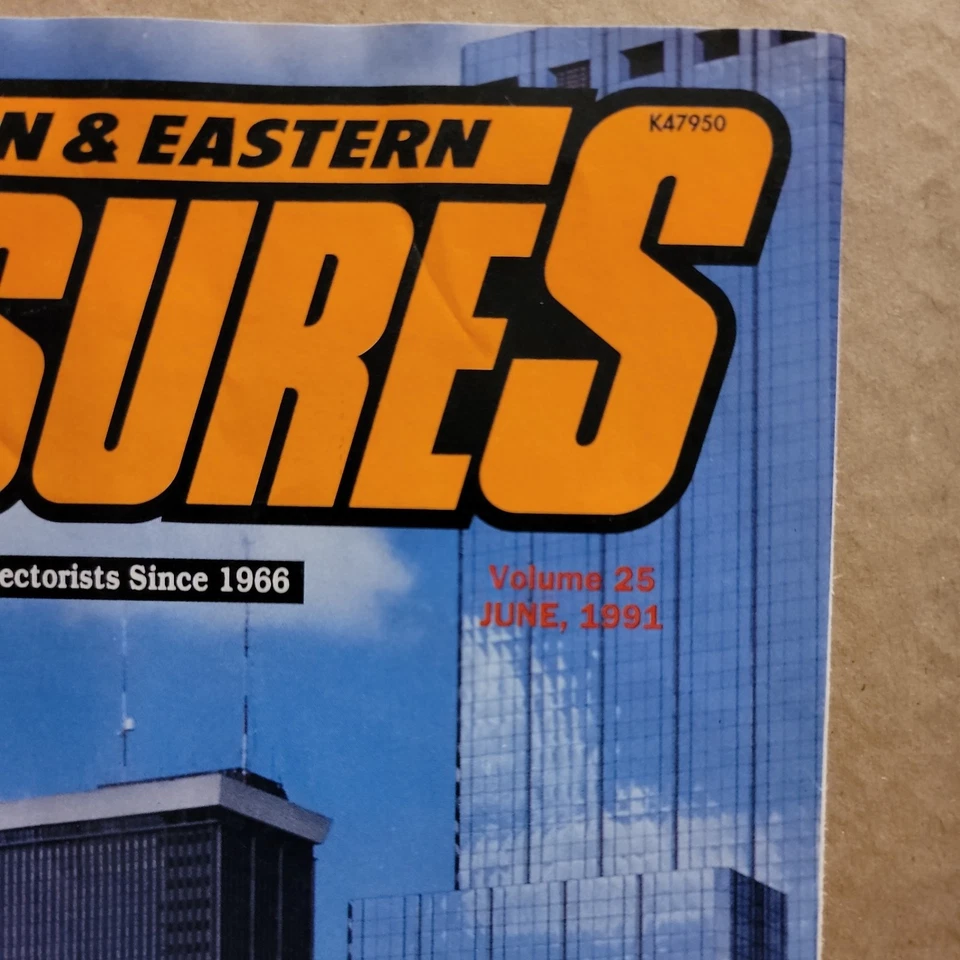 N & EASTERN
K47950
SURES
ectorists Since 1966
Volume 25
JUNE, 1991